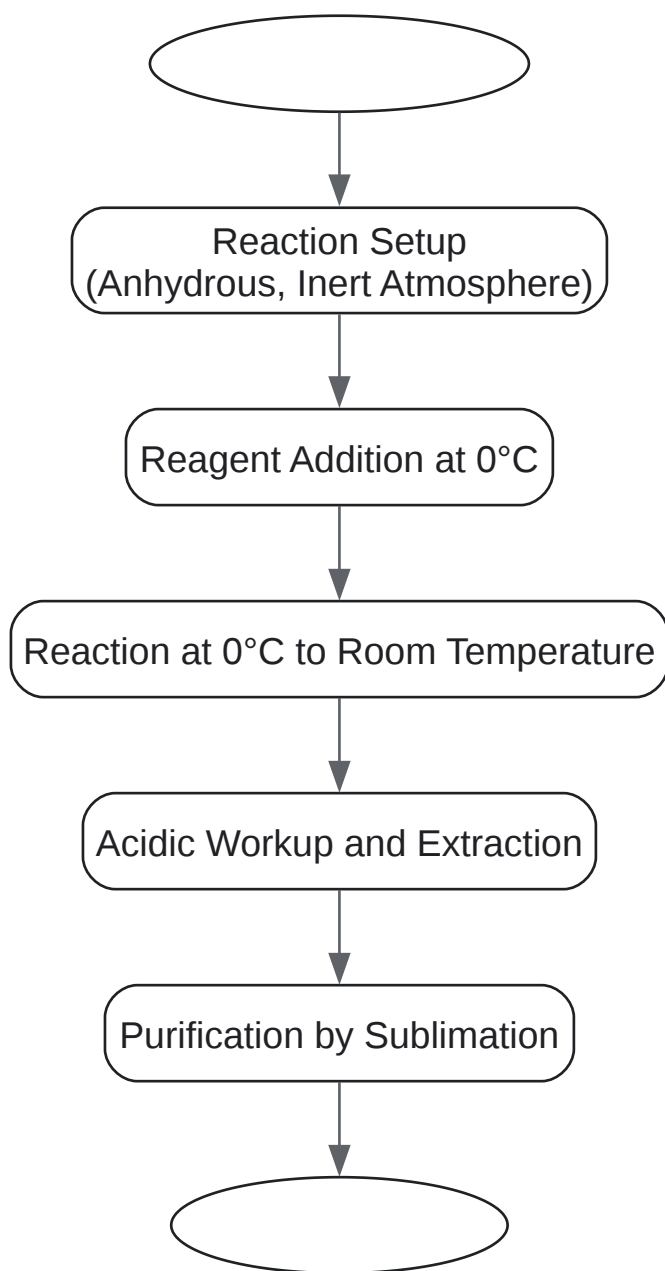 Reaction Setup
(Anhydrous, Inert Atmosphere)
Reagent Addition at 0°C
Reaction at 0°C to Room Temperature
Acidic Workup and Extraction
Purification by Sublimation